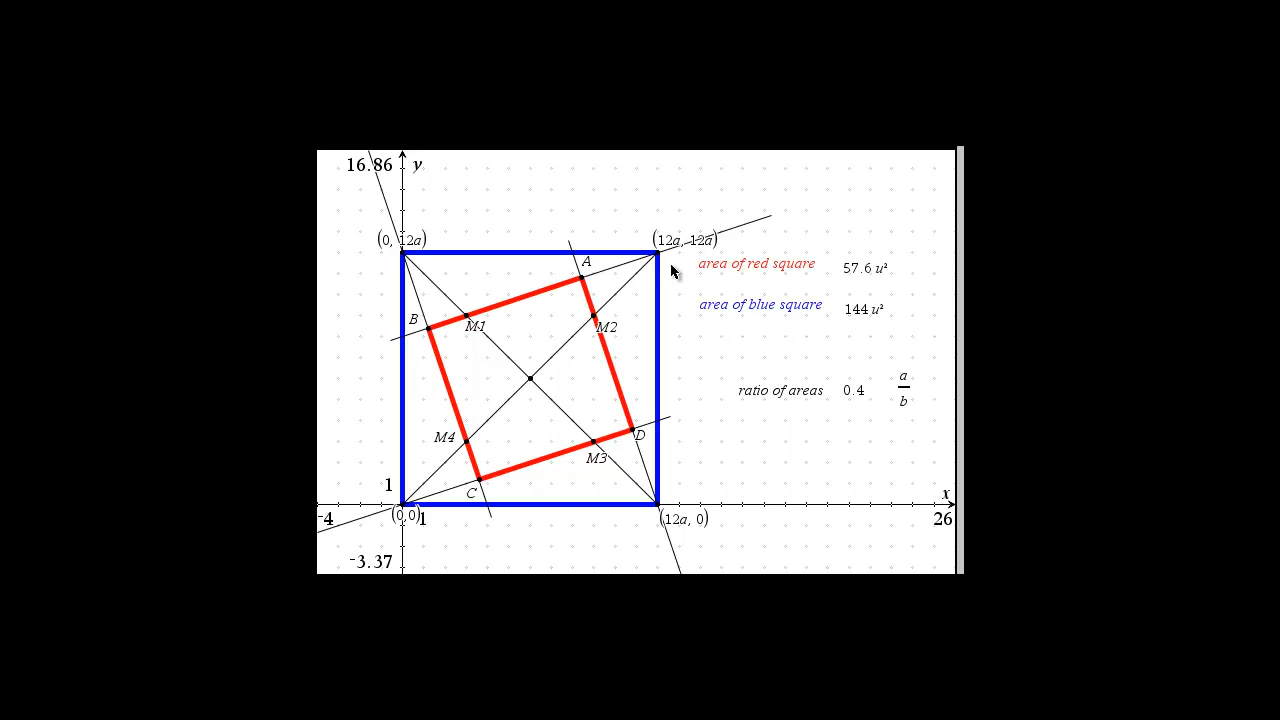 16.86 y
(0, 12a) (12a, 12a)
A
area of red square 57.6 u²
area of blue square 144 u²
B M1 M2
ratio of areas 0.4 a/b
M4 D
M3
1 C x
-4 (0,0) 1 (12a, 0) 26
-3.37